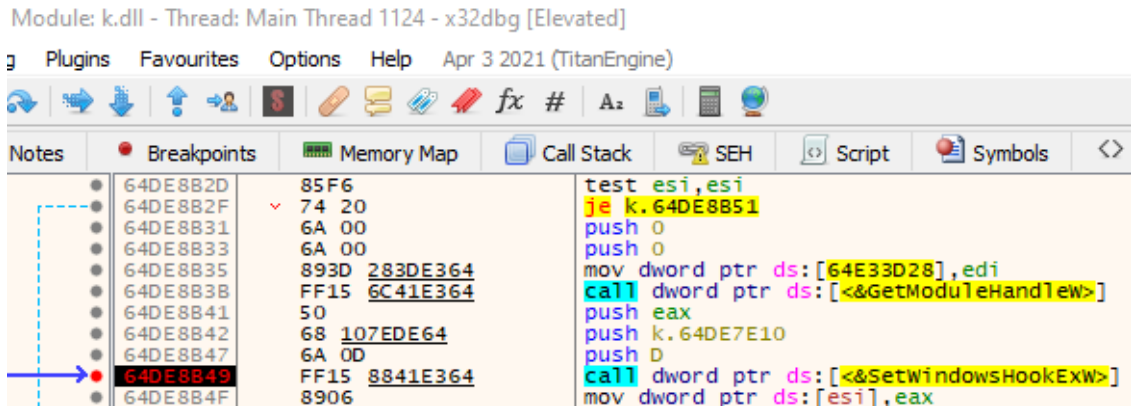 Module: k.dll - Thread: Main Thread 1124 - x32dbg [Elevated]
g Plugins Favourites Options Help Apr 3 2021 (TitanEngine)
S fx # Az
Notes Breakpoints Memory Map Call Stack SEH Script Symbols <>
64DE8B2D 85F6 test esi,esi
64DE8B2F 74 20 je k.64DE8B51
64DE8B31 6A 00 push 0
64DE8B33 6A 00 push 0
64DE8B35 893D 283DE364 mov dword ptr ds:[64E33D28],edi
64DE8B3B FF15 6C41E364 call dword ptr ds:[<&GetModuleHandleW>]
64DE8B41 50 push eax
64DE8B42 68 107EDE64 push k.64DE7E10
64DE8B47 6A 0D push D
64DE8B49 FF15 8841E364 call dword ptr ds:[<&SetWindowsHookExW>]
64DE8B4F 8906 mov dword ptr ds:[esi],eax